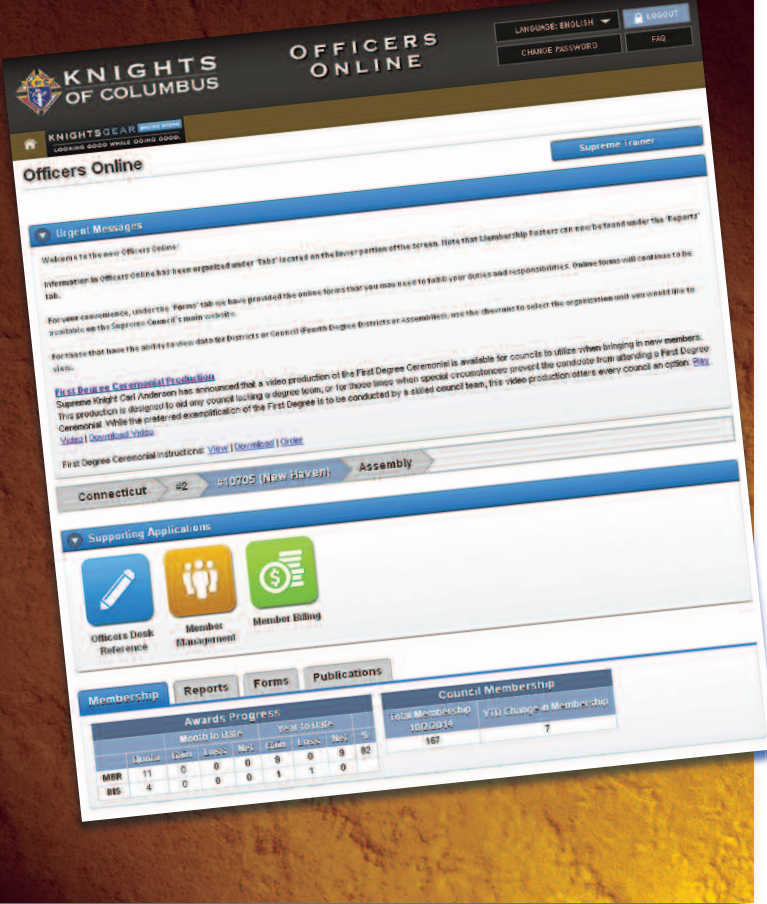 KNIGHTS
OF COLUMBUS
OFFICERS
ONLINE
LANGUAGE: ENGLISH
LOGOUT
CHANGE PASSWORD
FAQ
KNIGHTSGEAR ONLINE STORE
LOOKING GOOD WHILE DOING GOOD.
Officers Online
Supreme Trainer
Urgent Messages
Welcome to the new Officers Online!
Information in Officers Online has been organized under 'Tabs' located on the lower portion of the screen. Note that Membership Rosters can now be found under the 'Reports'
tab.
For your convenience, under the 'Forms' tab we have provided the online forms that you may need to fulfill your duties and responsibilities. Online forms will continue to be
available on the Supreme Council's main website.
For those that have the ability to view data for Districts or Council (Fourth Degree Districts or Assemblies), use the chevrons to select the organization unit you would like to
view.
First Degree Ceremonial Production
Supreme Knight Carl Anderson has announced that a video production of the First Degree Ceremonial is available for councils to utilize when bringing in new members.
This production is designed to aid any council lacking a degree team, or for those times when special circumstances prevent the candidate from attending a First Degree
Ceremonial. While the preferred exemplification of the First Degree is to be conducted by a skilled council team, this video production offers every council an option. Play
Video | Download Video
First Degree Ceremonial Instructions: View | Download | Order
Connecticut #2 #10705 (New Haven) Assembly
Supporting Applications
Officers Desk
Reference
Member
Management
Member Billing
Membership Reports Forms Publications
Awards Progress
Month to Date Year to Date
Quota Gain Loss Net Gain Loss Net %
MBR 11 0 0 0 9 0 9 82
BIS 4 0 0 0 1 1 0
Council Membership
Total Membership
10/2/2014
YTD Change in Membership
167 7